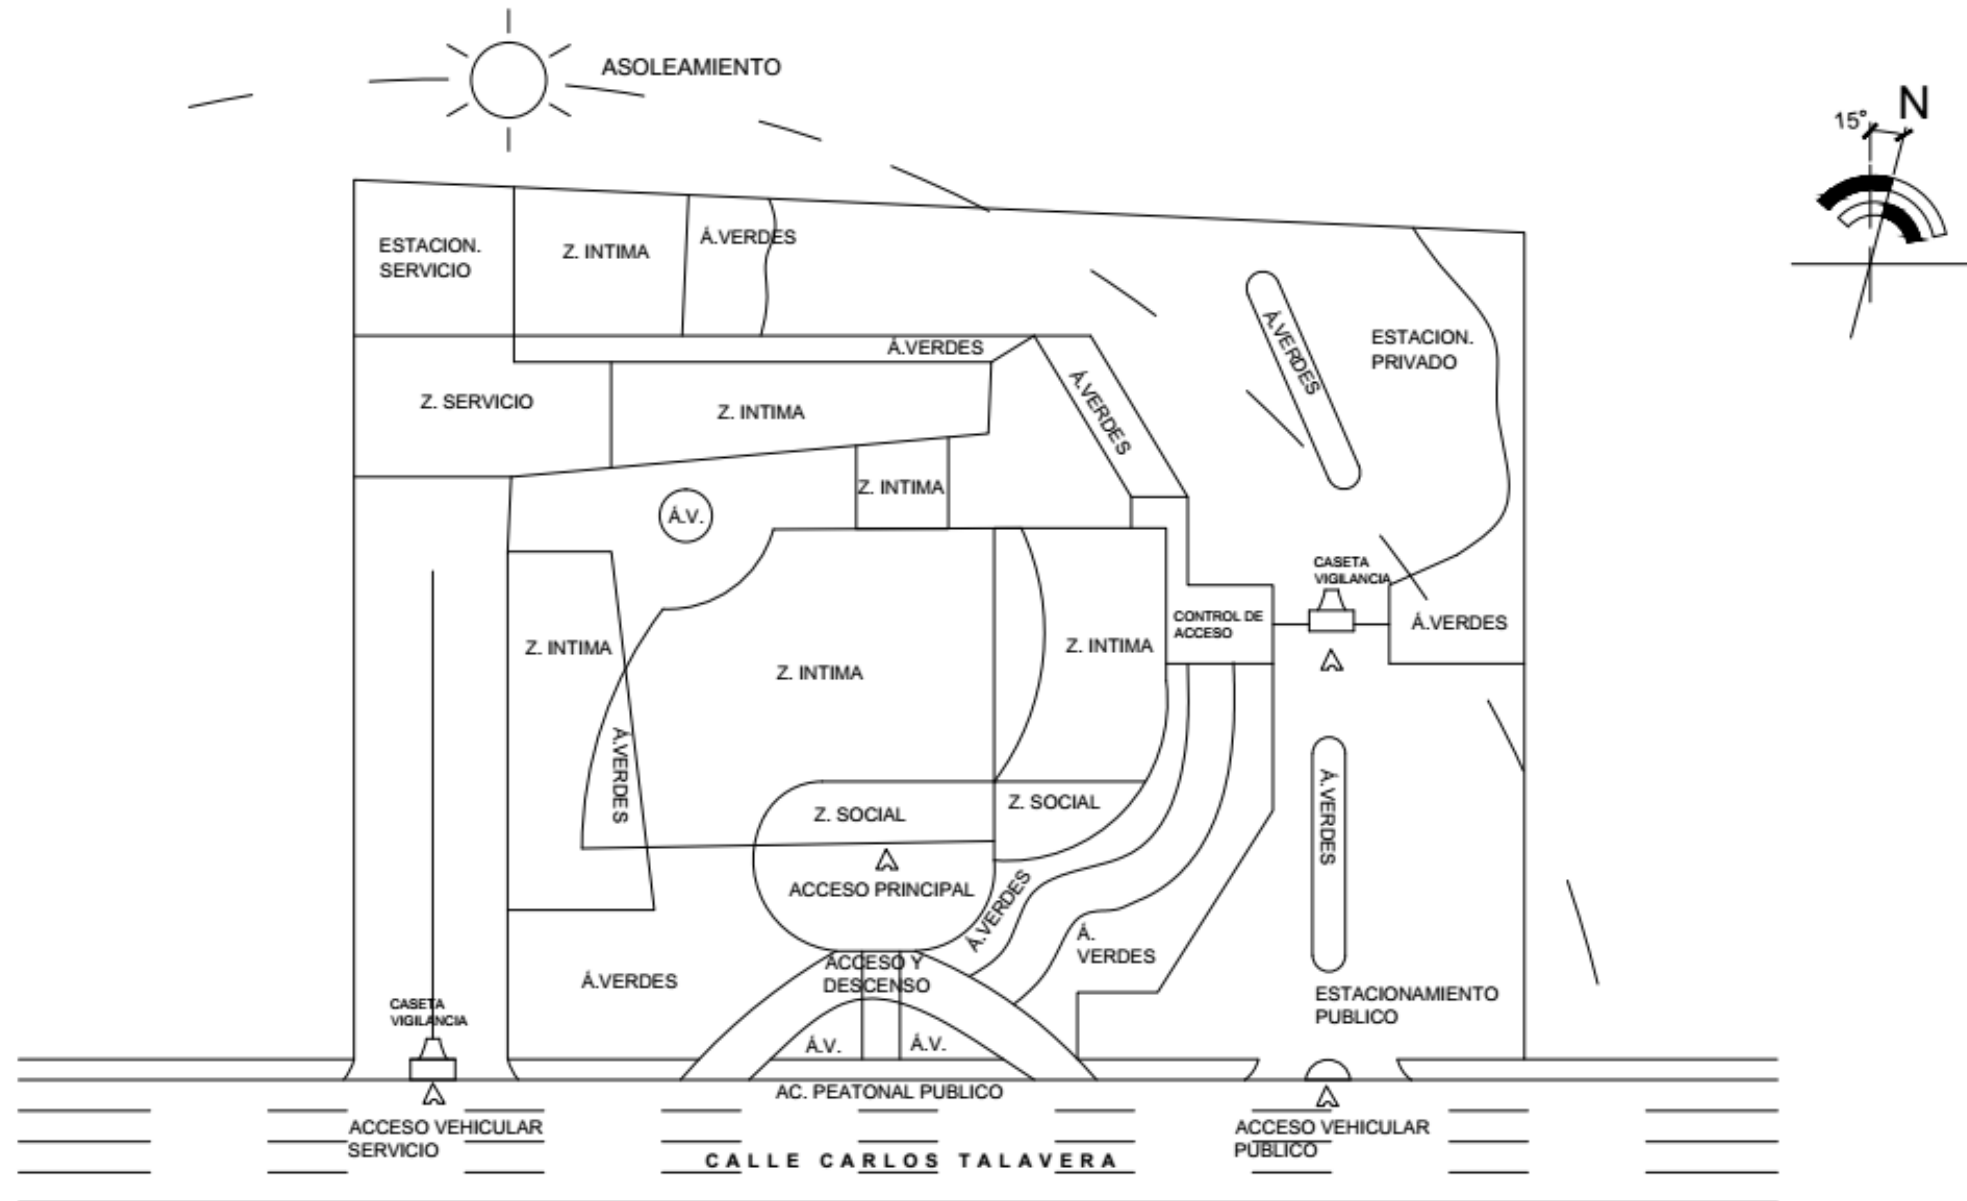 ASOLEAMIENTO
N
15°
ESTACION.
SERVICIO
Z. INTIMA
Á.VERDES
Á.VERDES
ESTACION.
PRIVADO
Á.VERDES
Á.VERDES
Z. SERVICIO
Z. INTIMA
Z. INTIMA
Á.V.
CASETA
VIGILANCIA
CONTROL DE
ACCESO
Á.VERDES
Z. INTIMA
Z. INTIMA
Z. INTIMA
Á.VERDES
Z. SOCIAL
Z. SOCIAL
Á.VERDES
ACCESO PRINCIPAL
Á.VERDES
Á.
VERDES
ACCESO Y
DESCENSO
Á.VERDES
ESTACIONAMIENTO
PUBLICO
CASETA
VIGILANCIA
Á.V.
Á.V.
AC. PEATONAL PUBLICO
ACCESO VEHICULAR
SERVICIO
ACCESO VEHICULAR
PÚBLICO
CALLE CARLOS TALAVERA